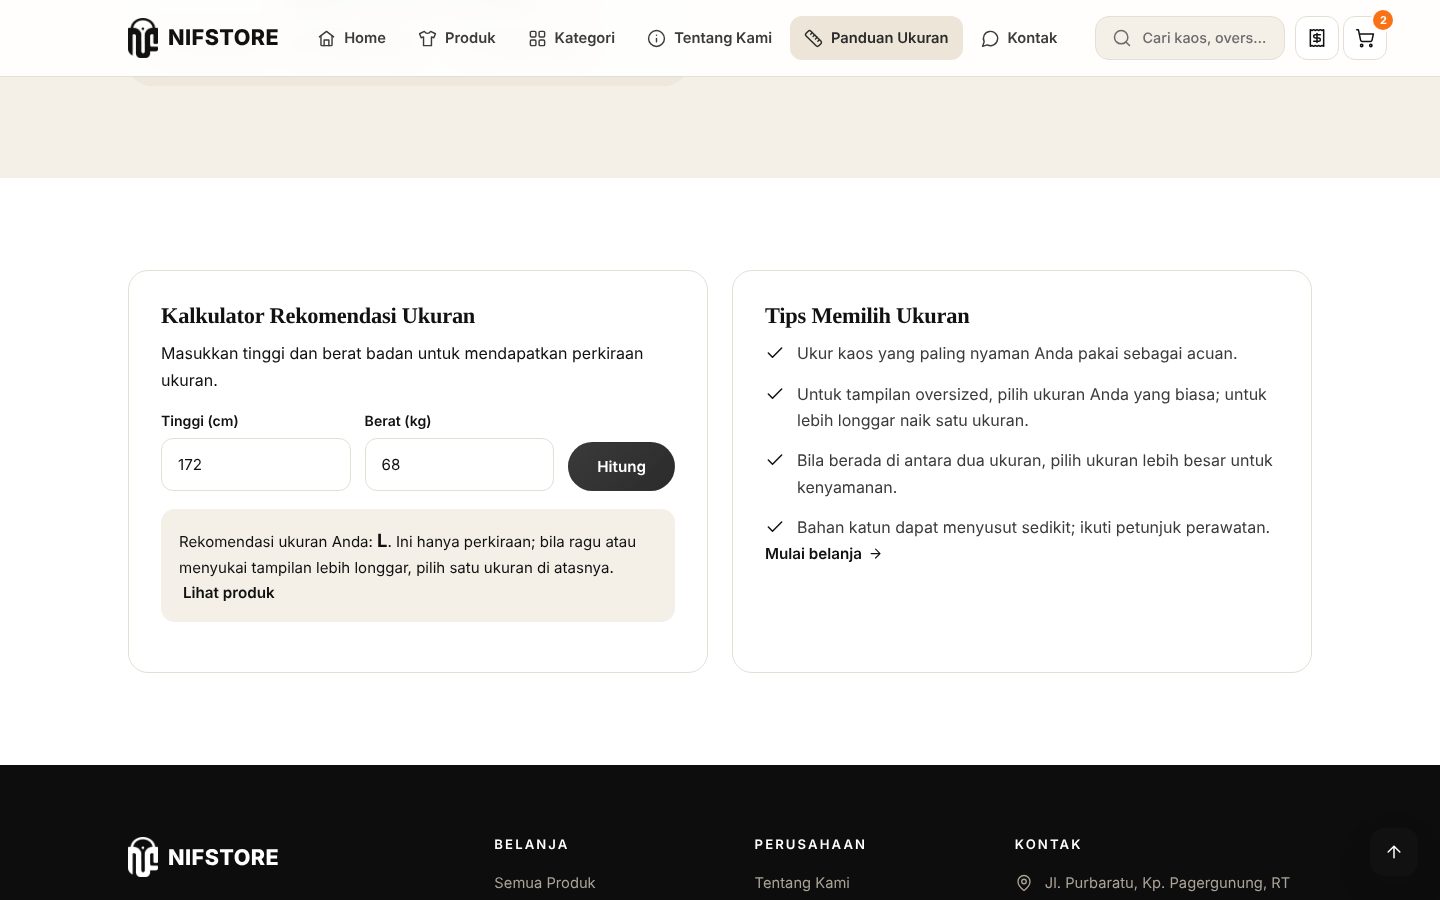 NIFSTORE
Home
Produk
Kategori
Tentang Kami
Panduan Ukuran
Kontak
Cari kaos, overs...
2
Kalkulator Rekomendasi Ukuran
Masukkan tinggi dan berat badan untuk mendapatkan perkiraan
ukuran.
Tinggi (cm)
Berat (kg)
172
68
Hitung
Rekomendasi ukuran Anda: L. Ini hanya perkiraan; bila ragu atau
menyukai tampilan lebih longgar, pilih satu ukuran di atasnya.
Lihat produk
Tips Memilih Ukuran
Ukur kaos yang paling nyaman Anda pakai sebagai acuan.
Untuk tampilan oversized, pilih ukuran Anda yang biasa; untuk
lebih longgar naik satu ukuran.
Bila berada di antara dua ukuran, pilih ukuran lebih besar untuk
kenyamanan.
Bahan katun dapat menyusut sedikit; ikuti petunjuk perawatan.
Mulai belanja
NIFSTORE
BELANJA
Semua Produk
PERUSAHAAN
Tentang Kami
KONTAK
Jl. Purbaratu, Kp. Pagergunung, RT